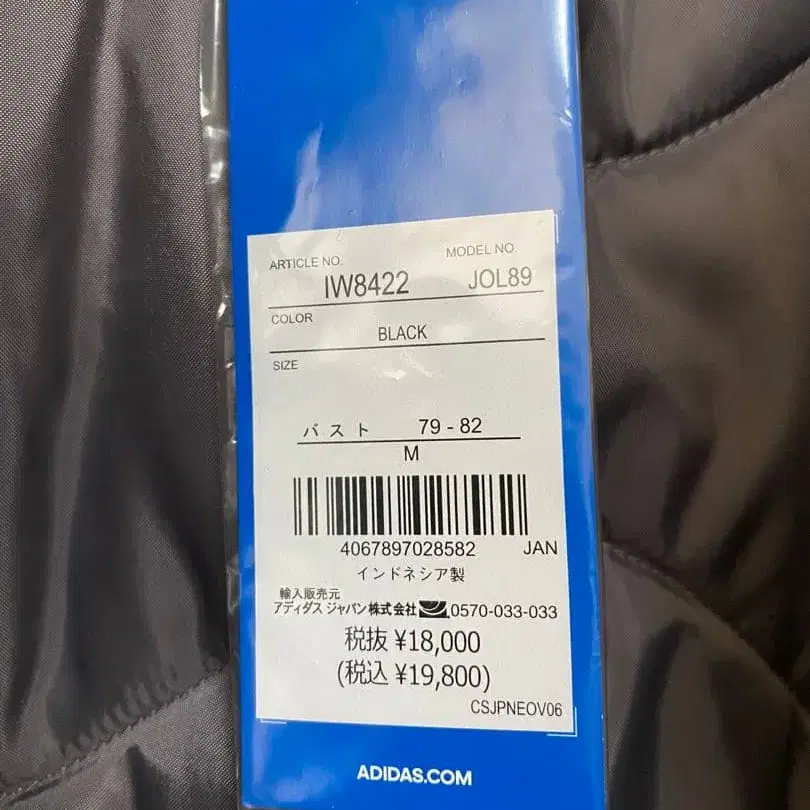 ARTICLE NO. MODEL NO.
IW8422 JOL89
COLOR
BLACK
SIZE
バスト 79 - 82
M
4067897028582 JAN
インドネシア製
輸入販売元
アディダス ジャパン株式会社 0570-033-033
税抜 ¥18,000
(税込 ¥19,800)
CSJPNEOV06
ADIDAS.COM